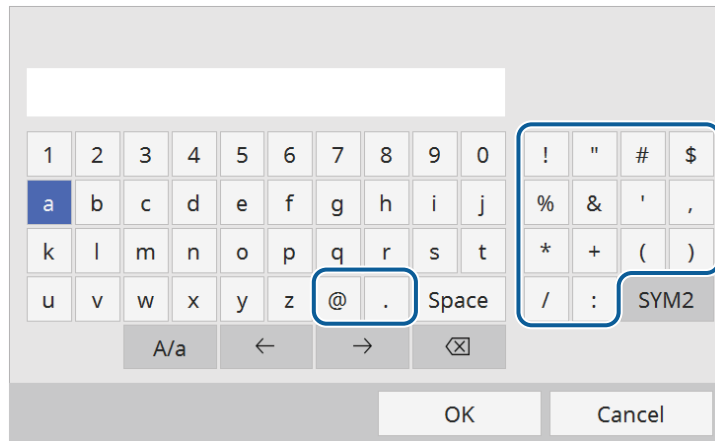 1 2 3 4 5 6 7 8 9 0 ! " # $
a b c d e f g h i j % & ' ,
k l m n o p q r s t * + ( )
u v w x y z @ . Space / : SYM2
A/a ← → ⌫
OK Cancel